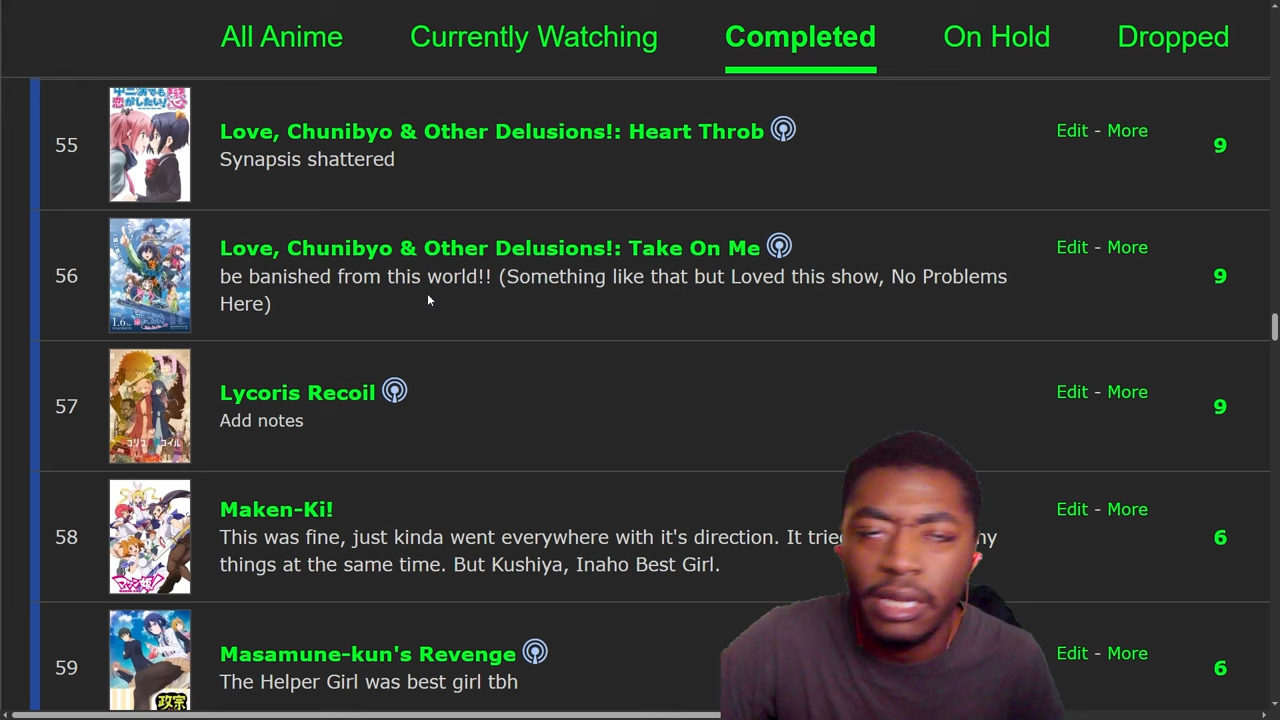 All Anime Currently Watching Completed On Hold Dropped
55
Love, Chunibyo & Other Delusions!: Heart Throb
Edit - More
9
Synapsis shattered
56
Love, Chunibyo & Other Delusions!: Take On Me
Edit - More
9
be banished from this world!! (Something like that but Loved this show, No Problems
Here)
57
Lycoris Recoil
Edit - More
9
Add notes
58
Maken-Ki!
Edit - More
6
This was fine, just kinda went everywhere with it's direction. It
things at the same time. But Kushiya, Inaho Best Girl.
59
Masamune-kun's Revenge
Edit - More
6
The Helper Girl was best girl tbh